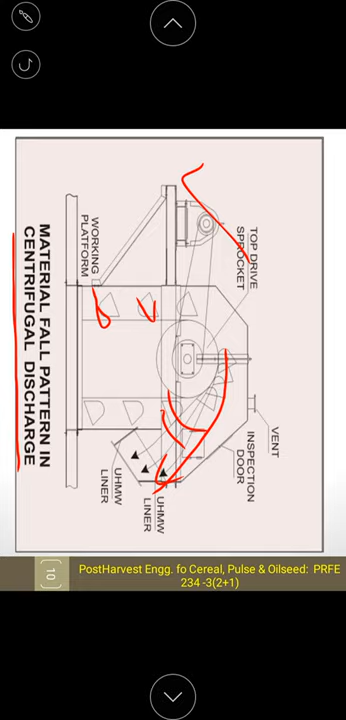 TOP DRIVE
SPROCKET
WORKING
PLATFORM
VENT
INSPECTION
DOOR
UHMW
LINER
UHMW
LINER
MATERIAL FALL PATTERN IN
CENTRIFUGAL DISCHARGE
10
PostHarvest Engg. fo Cereal, Pulse & Oilseed: PRFE
234 -3(2+1)